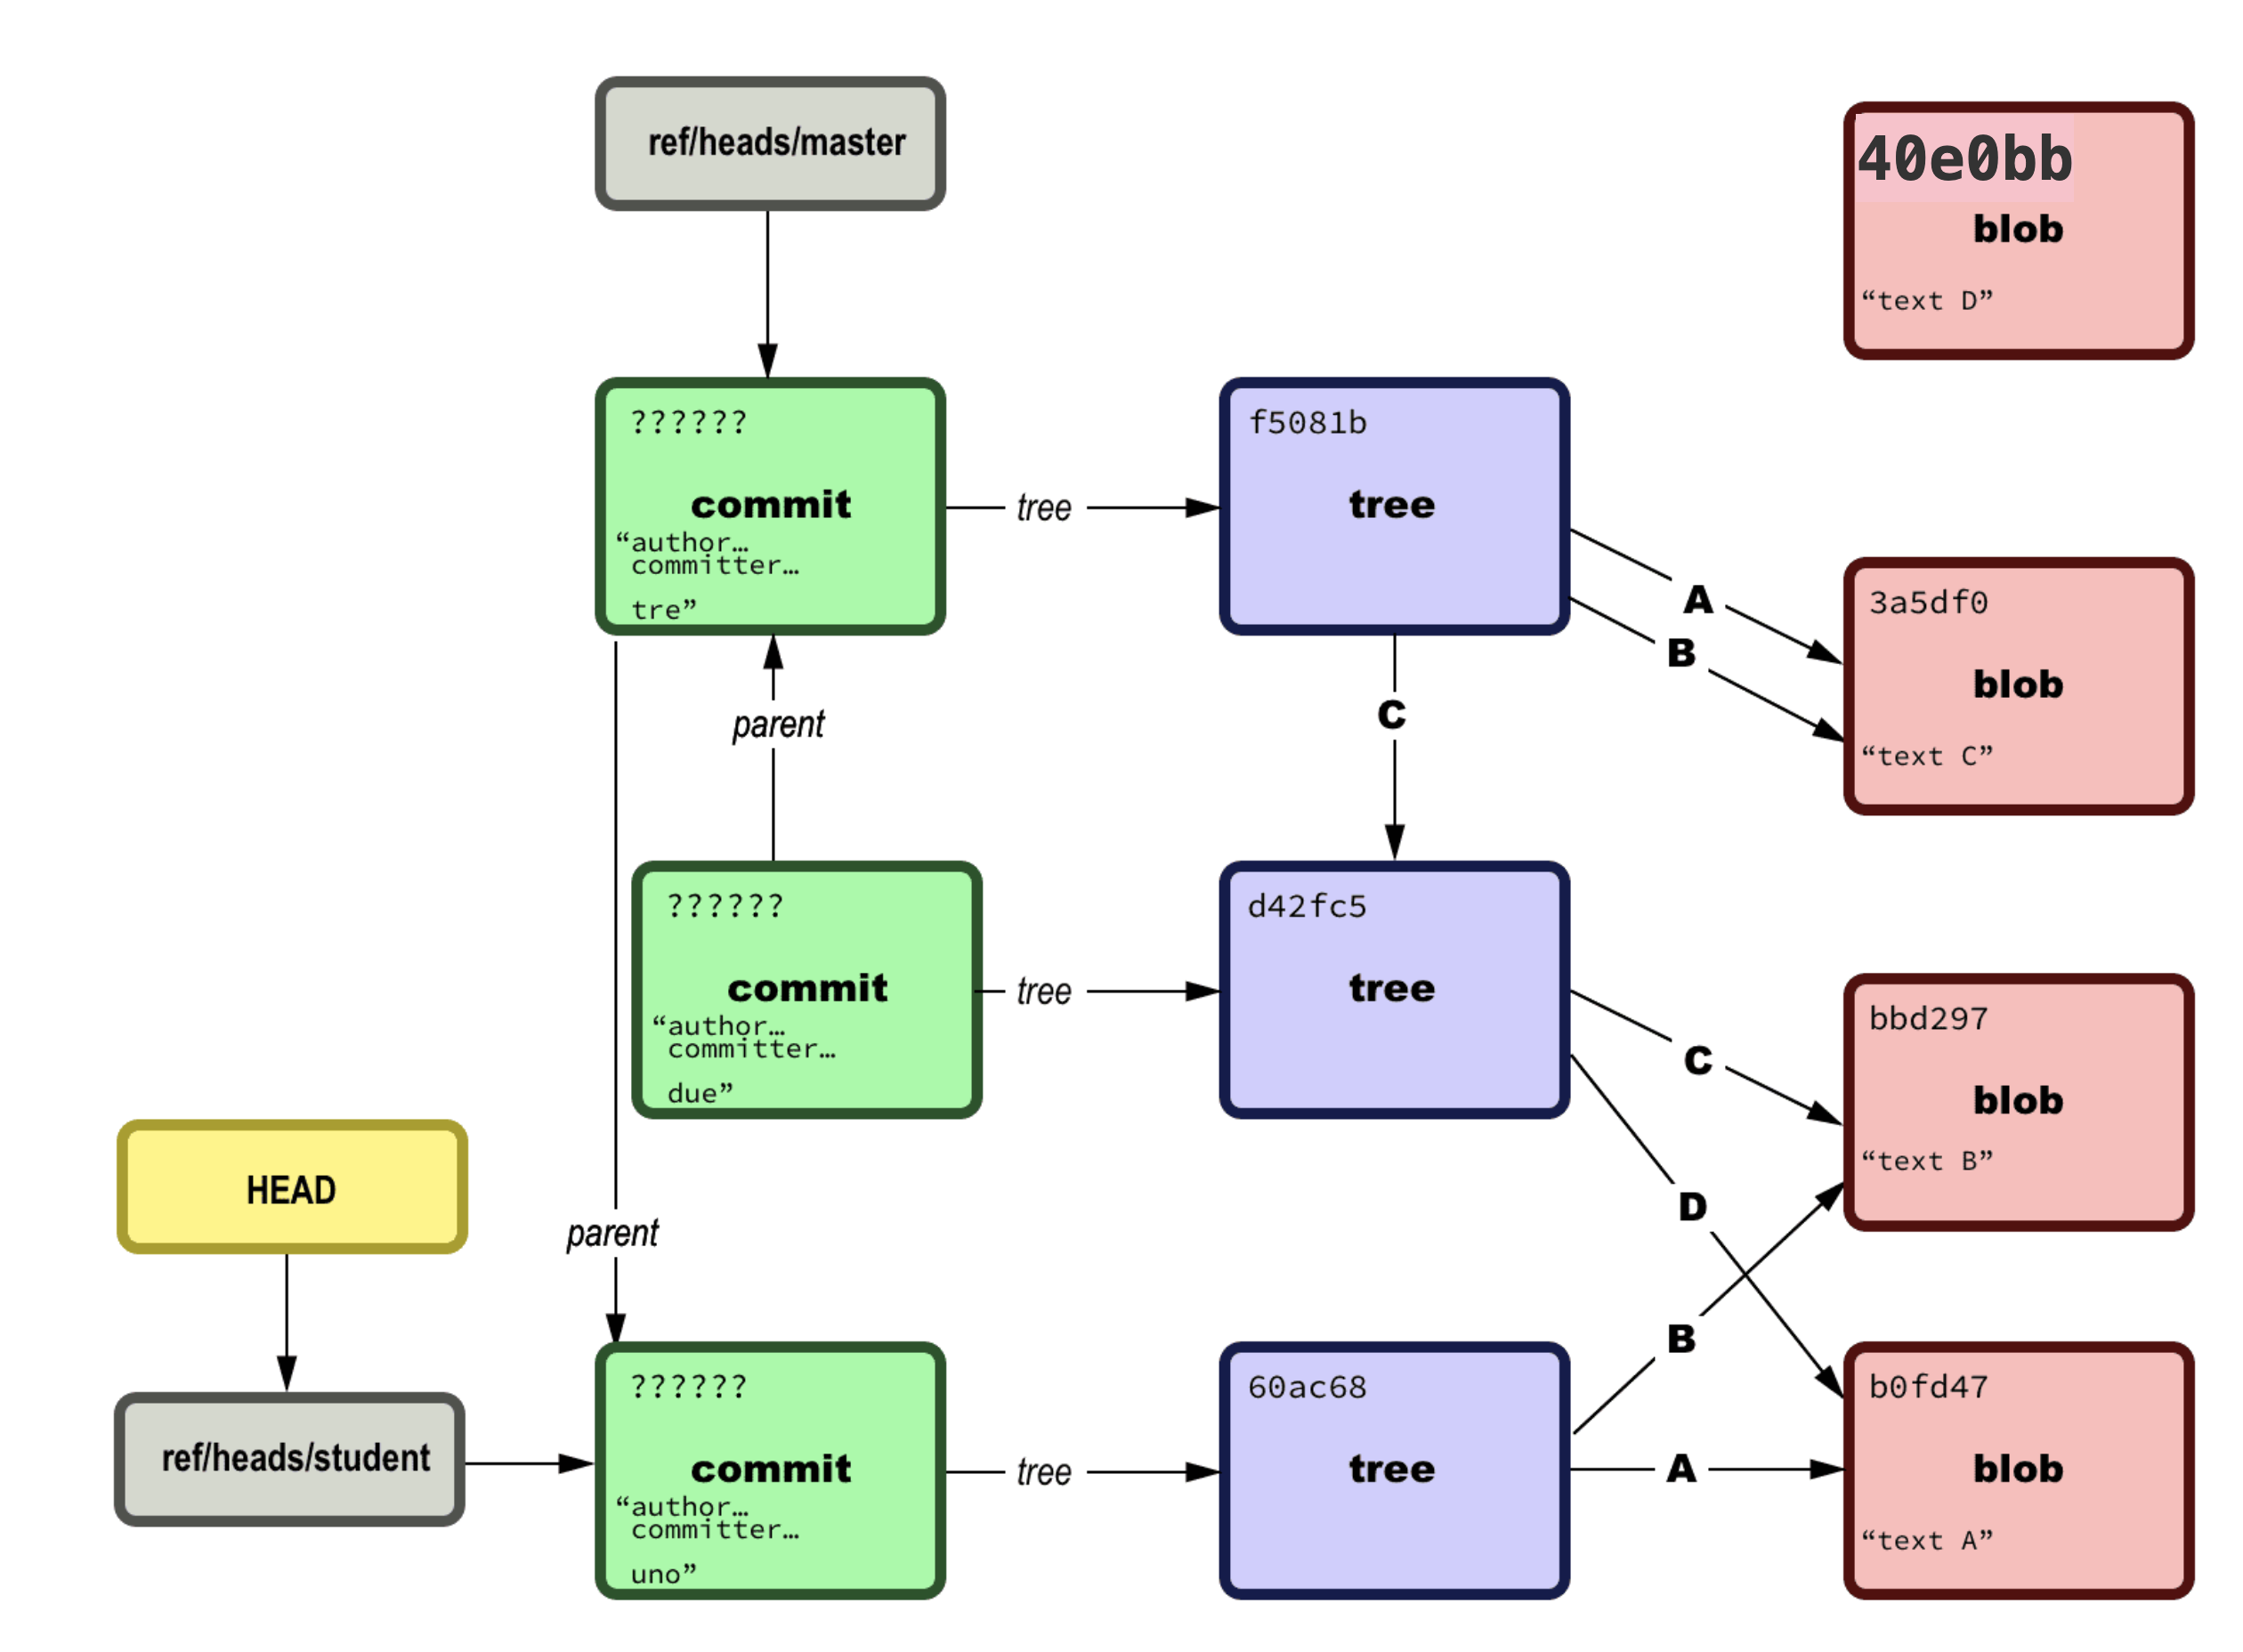 ref/heads/master
40e0bb
blob
“text D”
??????
commit
“author…
committer…
tre”
tree
f5081b
tree
A
B
3a5df0
blob
“text C”
parent
C
??????
commit
“author…
committer…
due”
tree
d42fc5
tree
C
D
bbd297
blob
“text B”
HEAD
parent
ref/heads/student
??????
commit
“author…
committer…
uno”
tree
60ac68
tree
B
A
b0fd47
blob
“text A”